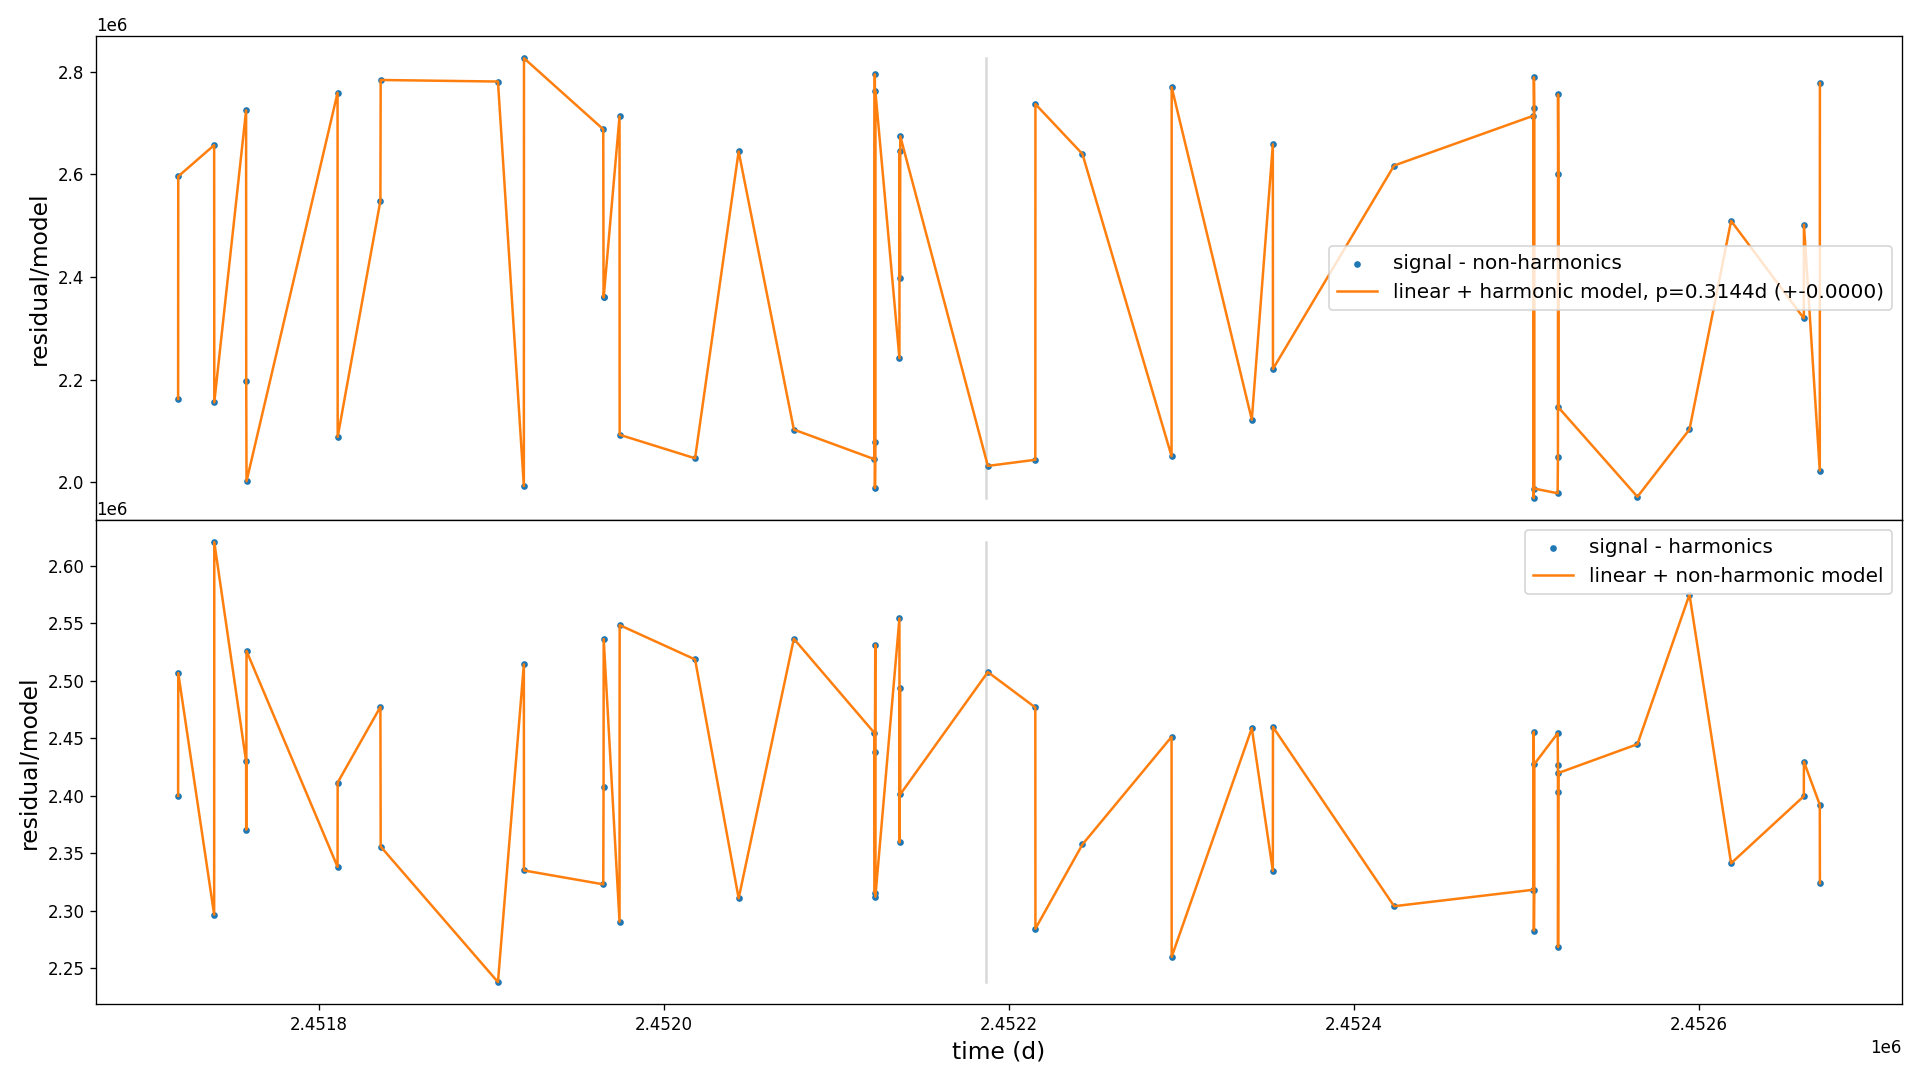 1e6
2.8
2.6
2.4
2.2
2.0
residual/model
signal - non-harmonics
linear + harmonic model, p=0.3144d (+-0.0000)
1e6
2.60
2.55
2.50
2.45
2.40
2.35
2.30
2.25
residual/model
signal - harmonics
linear + non-harmonic model
2.4518 2.4520 2.4522 2.4524 2.4526
1e6
time (d)